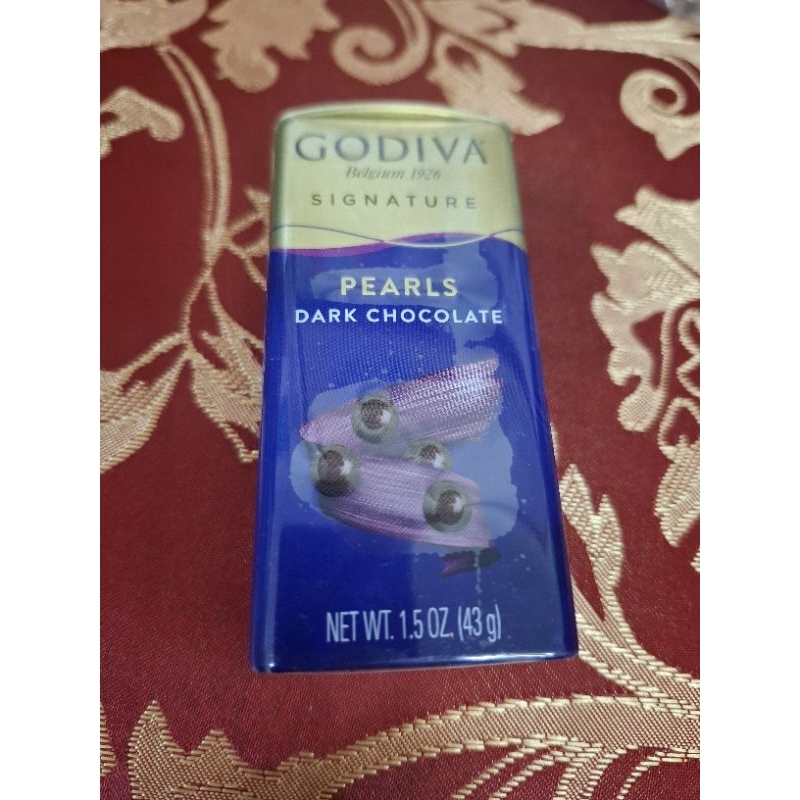 GODIVA
Belgium 1926
SIGNATURE
PEARLS
DARK CHOCOLATE
NET WT. 1.5 OZ. (43 g)